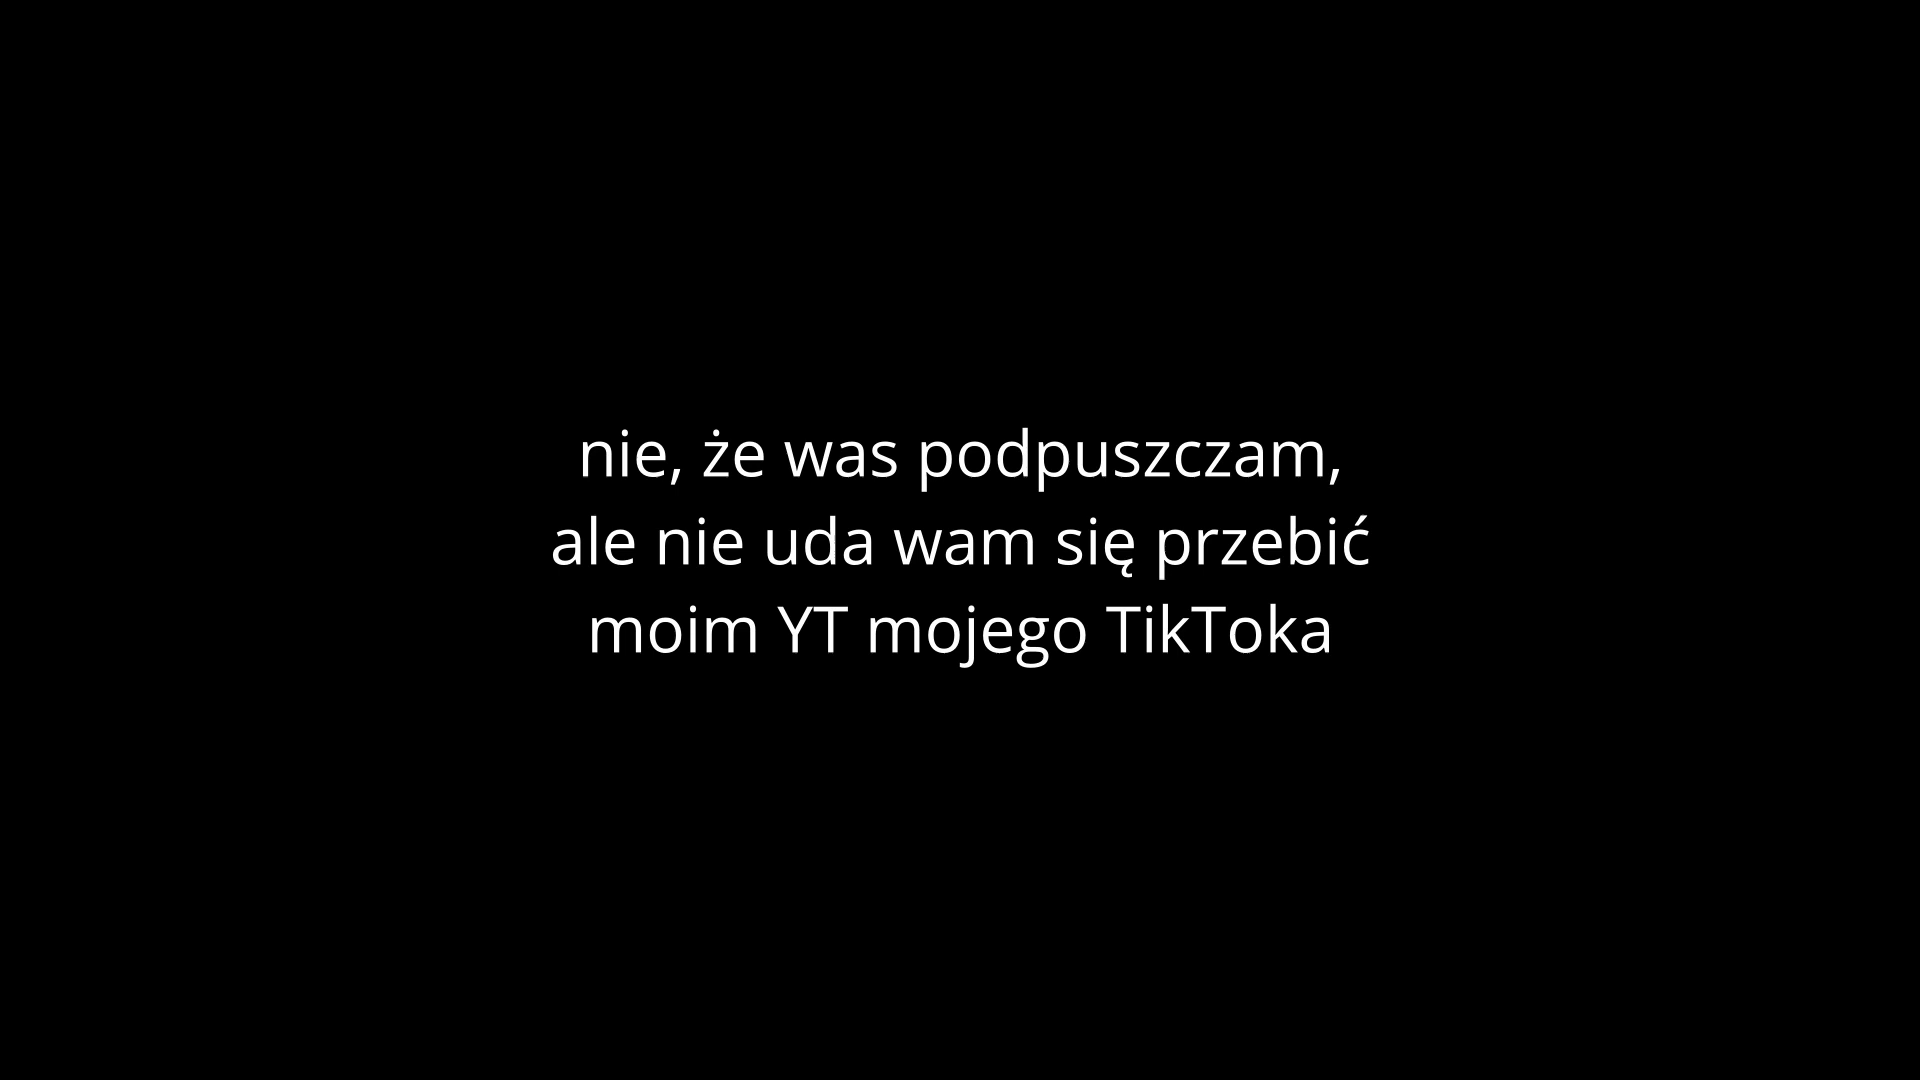 nie, że was podpuszczam,
ale nie uda wam się przebić
moim YT mojego TikToka